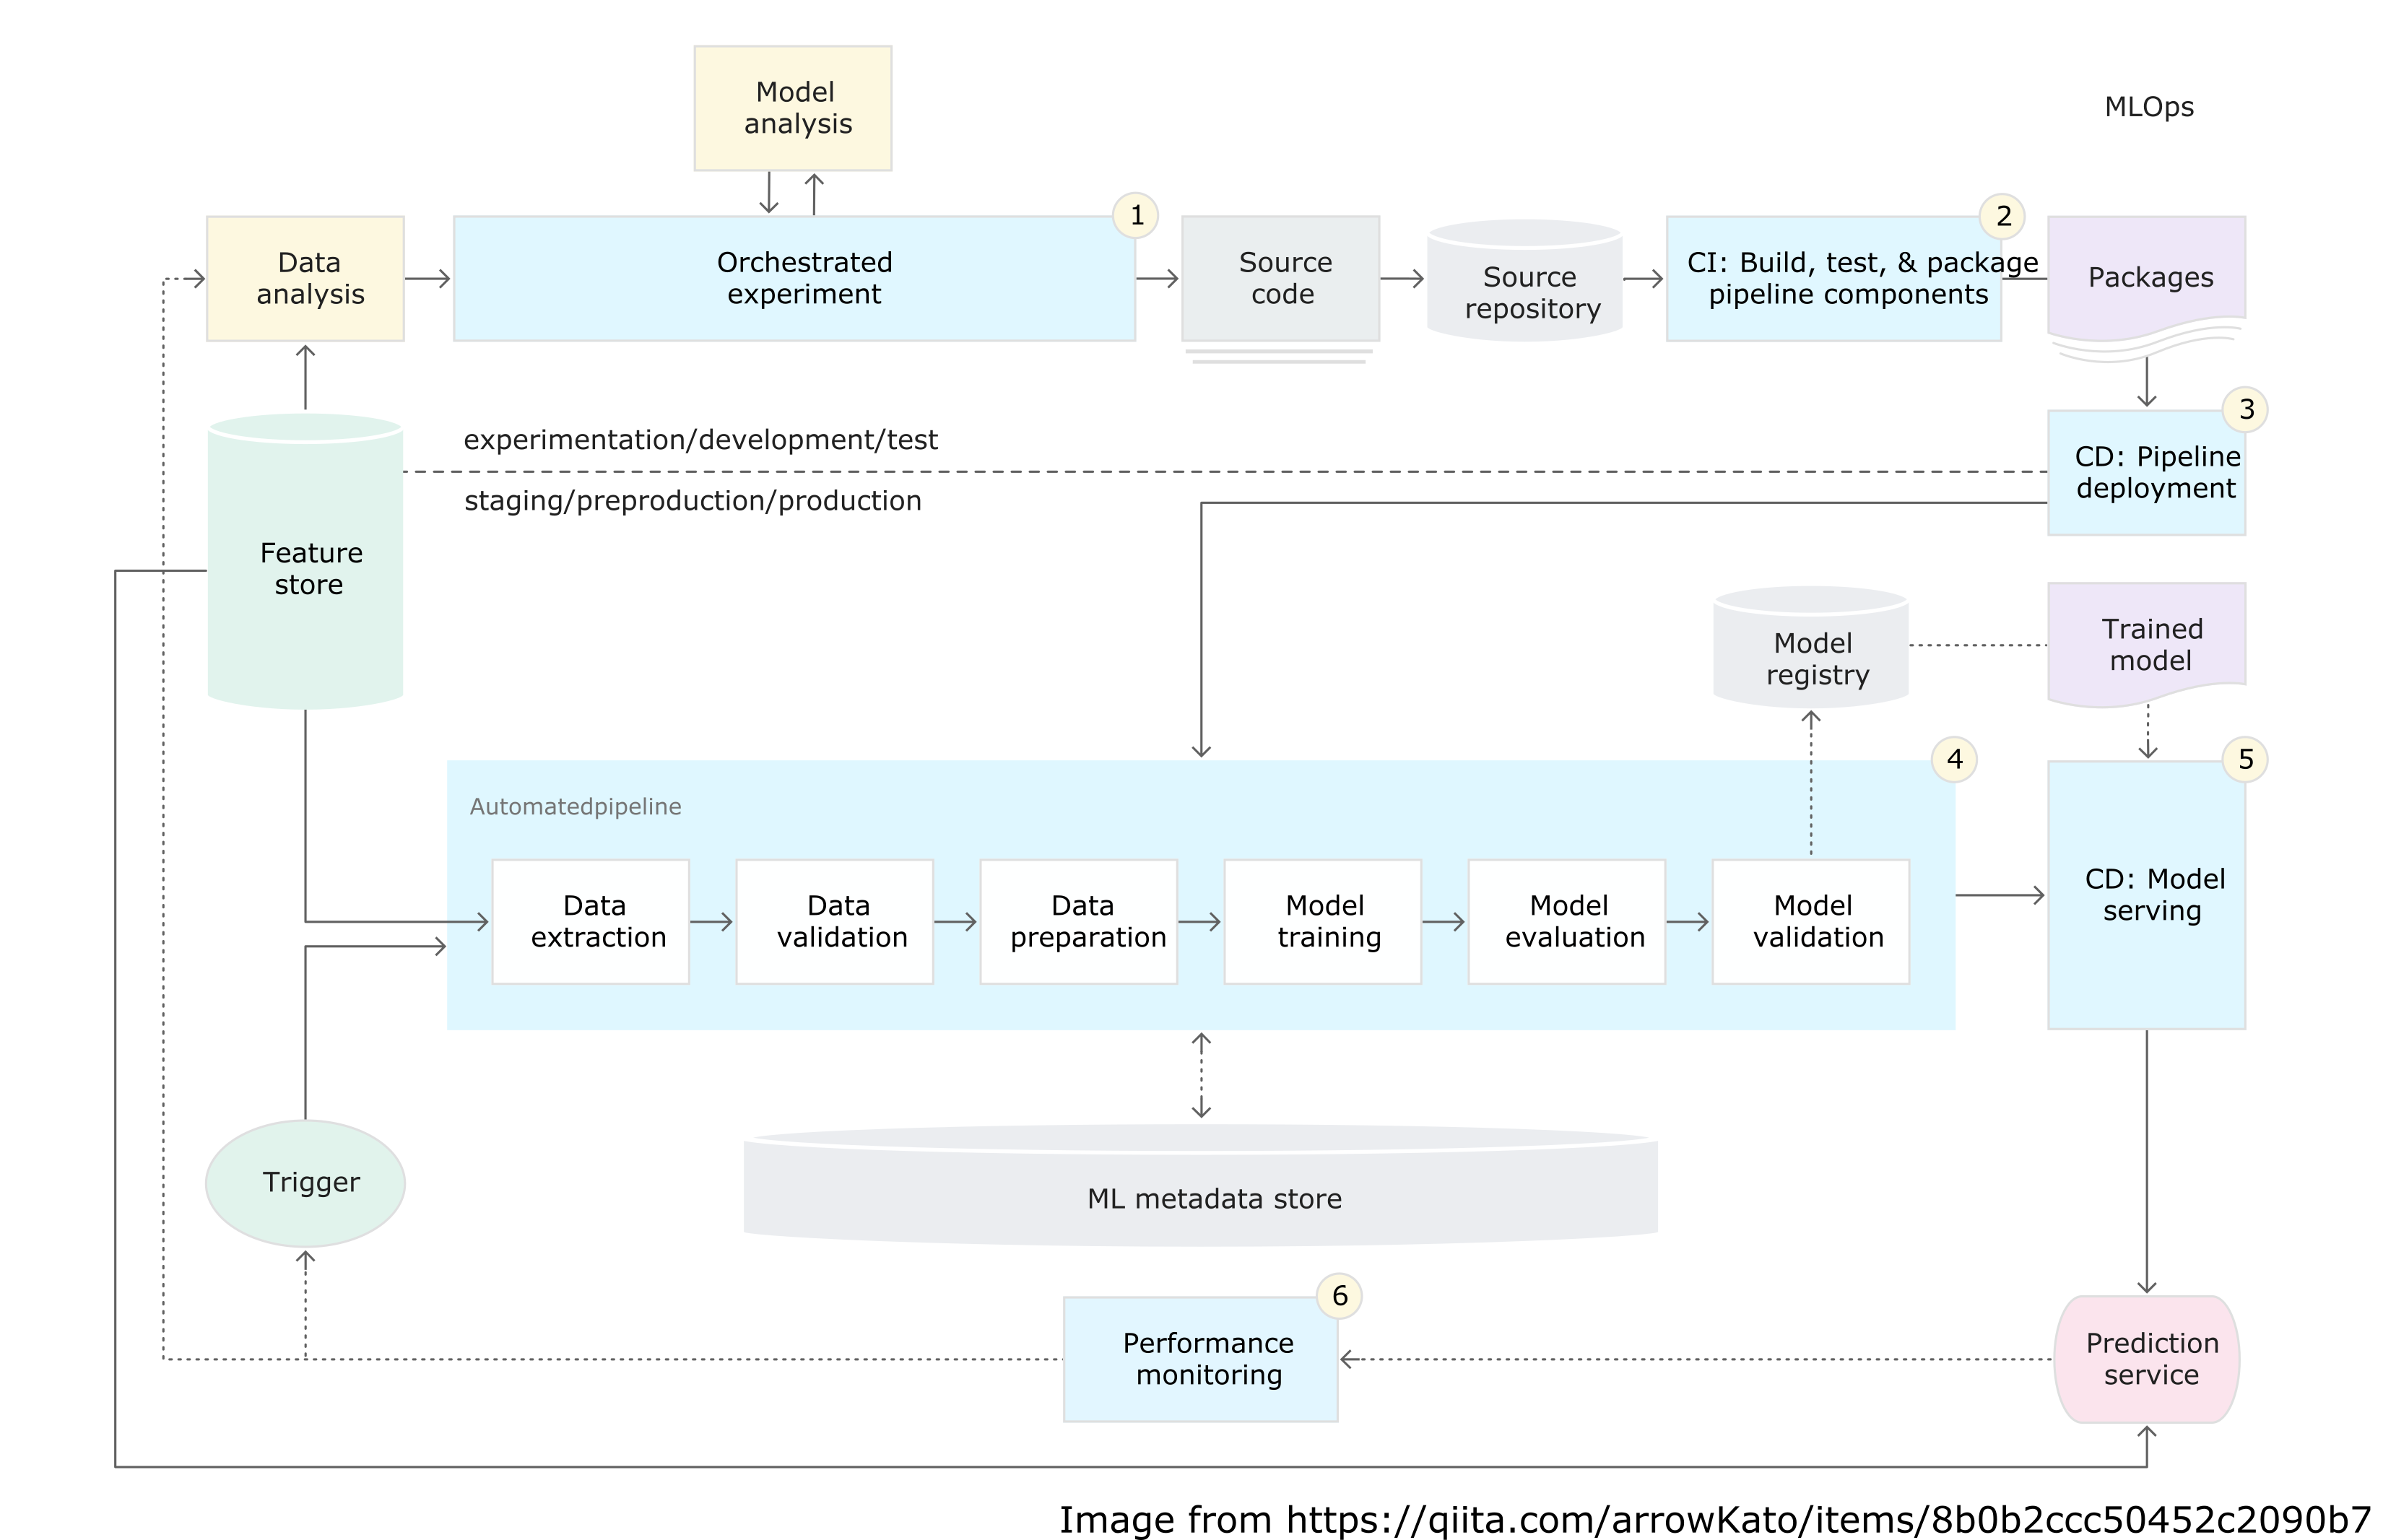 Model
analysis
MLOps
1
2
Data
analysis
Orchestrated
experiment
Source
code
Source
repository
CI: Build, test, & package
pipeline components
Packages
3
experimentation/development/test
CD: Pipeline
deployment
staging/preproduction/production
Feature
store
Model
registry
Trained
model
4
5
Automatedpipeline
Data
extraction
Data
validation
Data
preparation
Model
training
Model
evaluation
Model
validation
CD: Model
serving
Trigger
ML metadata store
6
Performance
monitoring
Prediction
service
Image from https://qiita.com/arrowKato/items/8b0b2ccc50452c2090b7